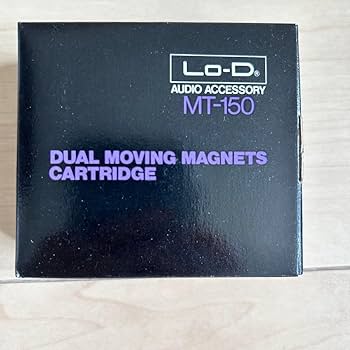 Lo-D®
AUDIO ACCESSORY
MT-150
DUAL MOVING MAGNETS
CARTRIDGE